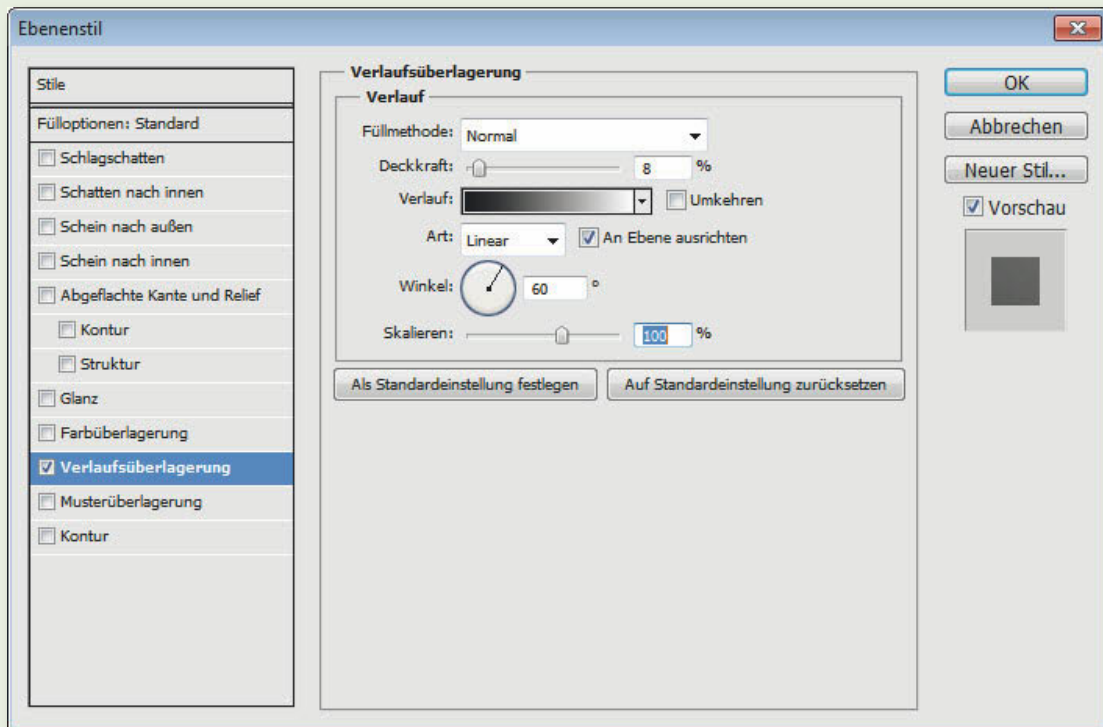 Ebenenstil
Stile
Fülloptionen: Standard
Schlagschatten
Schatten nach innen
Schein nach außen
Schein nach innen
Abgeflachte Kante und Relief
Kontur
Struktur
Glanz
Farbüberlagerung
Verlaufsüberlagerung
Musterüberlagerung
Kontur
Verlaufsüberlagerung
Verlauf
Füllmethode: Normal
Deckkraft: 8 %
Verlauf: Umkehren
Art: Linear An Ebene ausrichten
Winkel: 60 °
Skalieren: 100 %
Als Standardeinstellung festlegen Auf Standardeinstellung zurücksetzen
OK
Abbrechen
Neuer Stil...
Vorschau